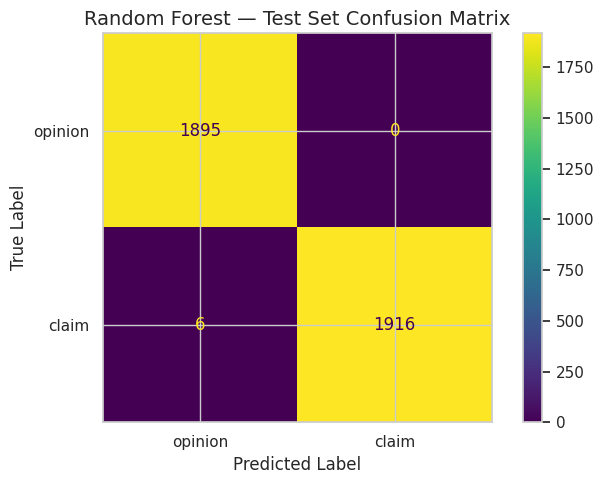 Random Forest — Test Set Confusion Matrix
1750
opinion 1895 0
1500
1250
True Label
1000
750
claim 6 1916
500
250
0
opinion claim
Predicted Label